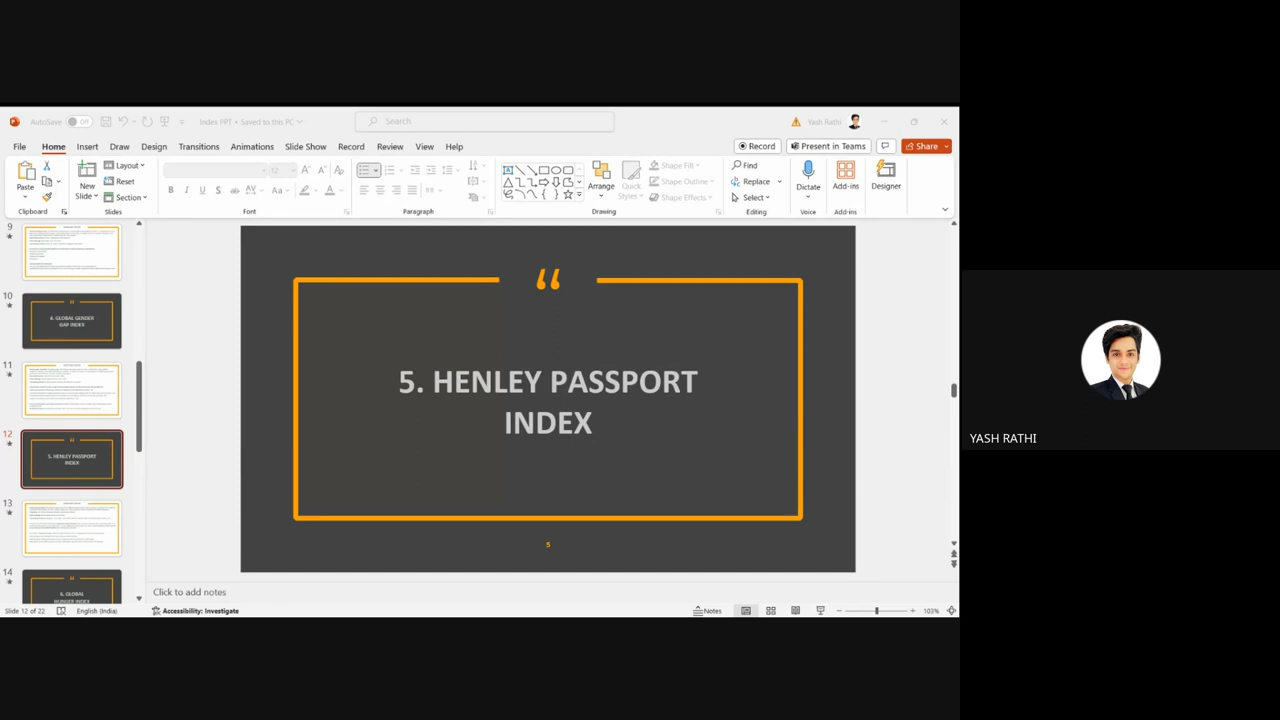 AutoSave Off Index PPT • Saved to this PC Search Yash Rathi
File Home Insert Draw Design Transitions Animations Slide Show Record Review View Help Record Present in Teams Share
Paste
New
Slide
Layout
Reset
Section
12
B I U S ab AV Aa A
Arrange
Quick
Styles
Shape Fill
Shape Outline
Shape Effects
Find
Replace
Select
Dictate
Add-ins
Designer
Clipboard Slides Font Paragraph Drawing Editing Voice Add-ins
9
10
4. GLOBAL GENDER
GAP INDEX
11
12
5. HENLEY PASSPORT
INDEX
13
14
6. GLOBAL
HUNGER INDEX
“
5. HENLEY PASSPORT
INDEX
5
Click to add notes
Slide 12 of 22 English (India) Accessibility: Investigate Notes 103%
YASH RATHI